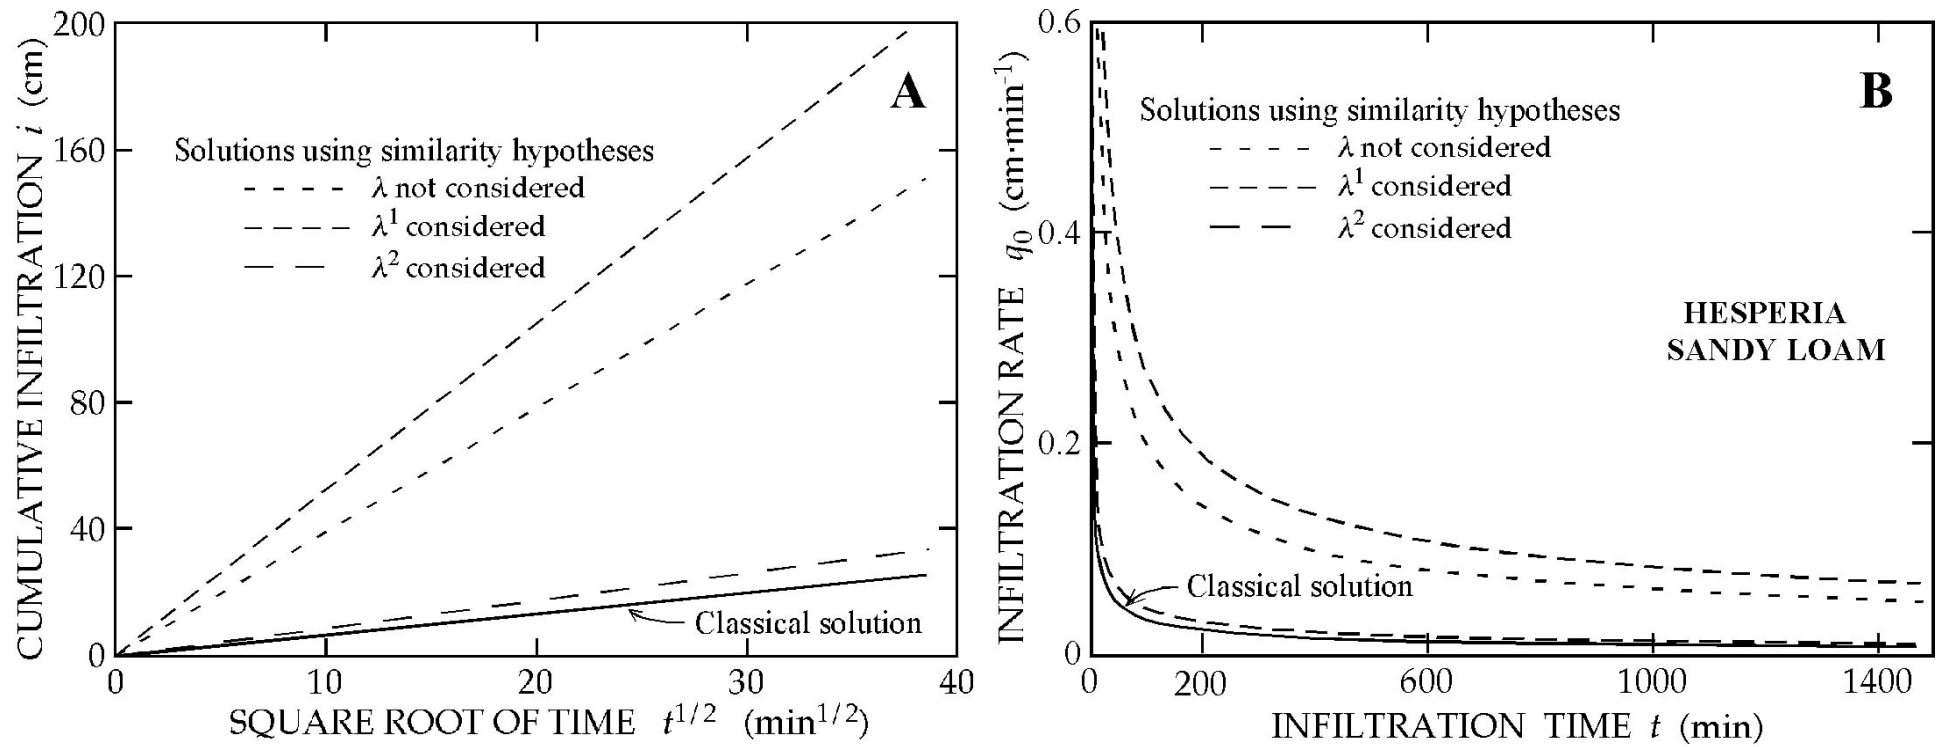 CUMULATIVE INFILTRATION i (cm)
200
160
120
80
40
0
A
Solutions using similarity hypotheses
λ not considered
λ¹ considered
λ² considered
Classical solution
0 10 20 30 40
SQUARE ROOT OF TIME t¹/² (min¹/²)
INFILTRATION RATE q₀ (cm·min⁻¹)
0.6
0.4
0.2
0
B
Solutions using similarity hypotheses
λ not considered
λ¹ considered
λ² considered
HESPERIA
SANDY LOAM
Classical solution
0 200 600 1000 1400
INFILTRATION TIME t (min)